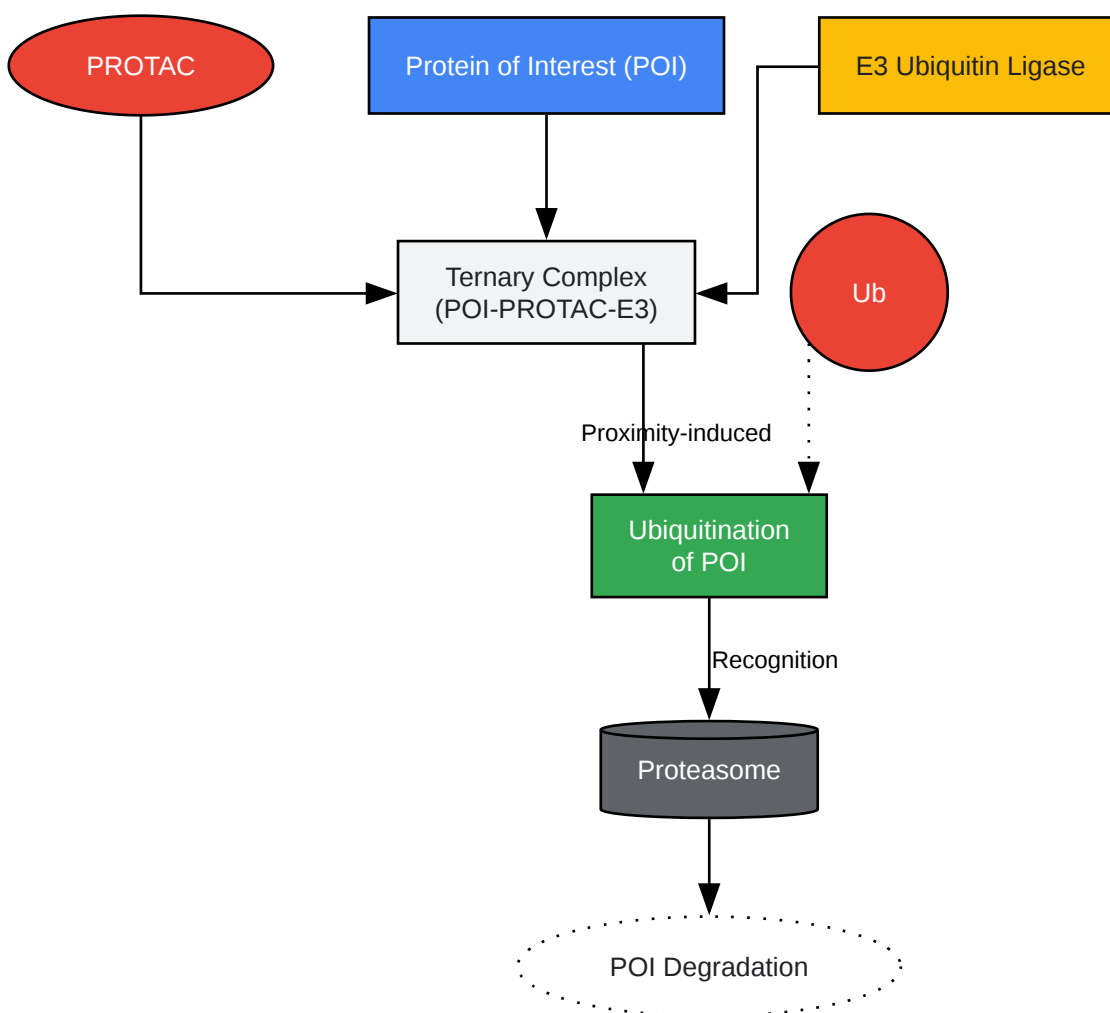 PROTAC
Protein of Interest (POI)
E3 Ubiquitin Ligase
Ternary Complex
(POI-PROTAC-E3)
Ub
Proximity-induced
Ubiquitination
of POI
Recognition
Proteasome
POI Degradation